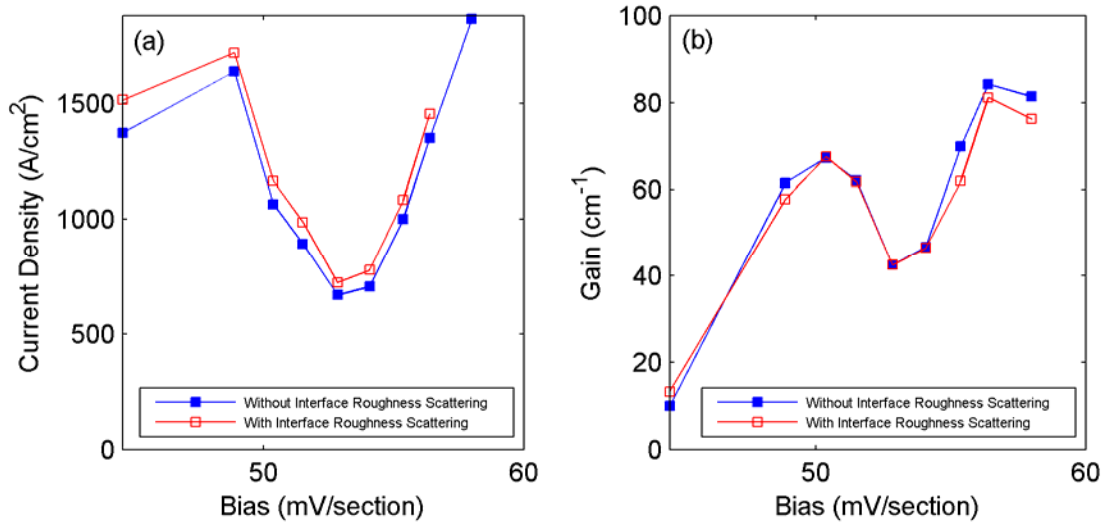 (a)
Current Density (A/cm²)
1500
1000
500
0
Without Interface Roughness Scattering
With Interface Roughness Scattering
50
60
Bias (mV/section)
(b)
Gain (cm⁻¹)
100
80
60
40
20
0
Without Interface Roughness Scattering
With Interface Roughness Scattering
50
60
Bias (mV/section)